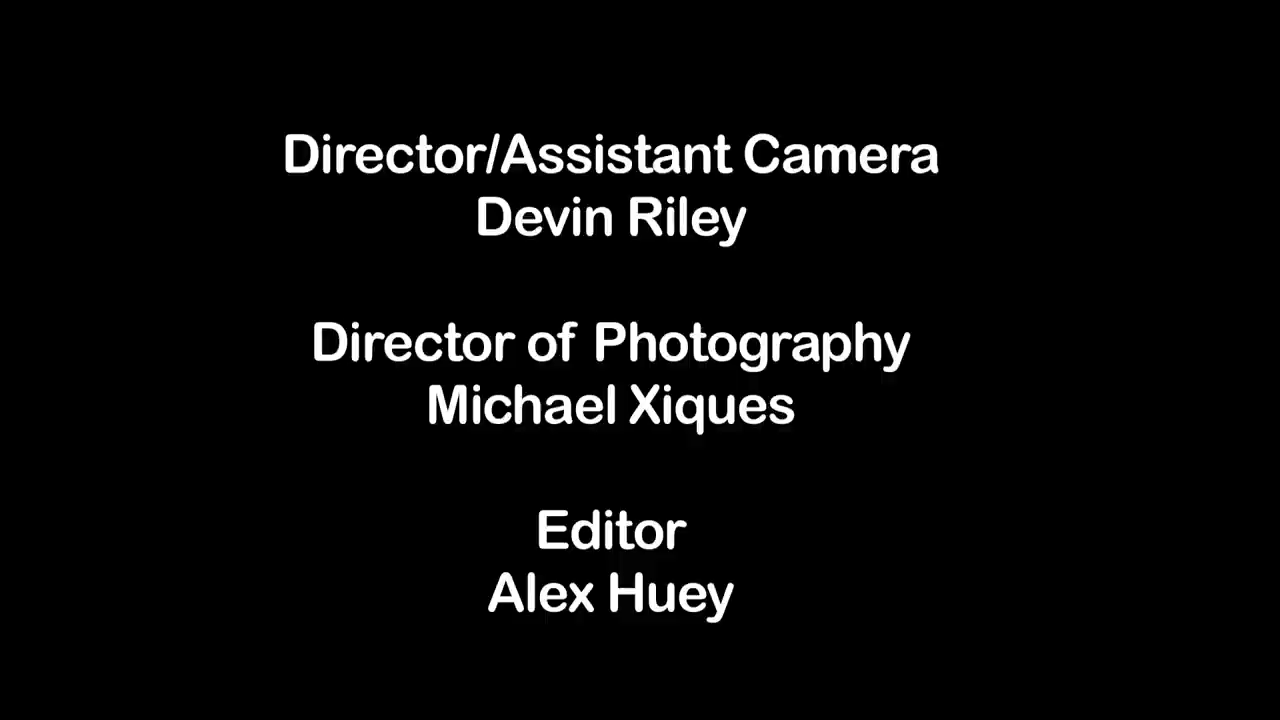 Director/Assistant Camera
Devin Riley
Director of Photography
Michael Xiques
Editor
Alex Huey